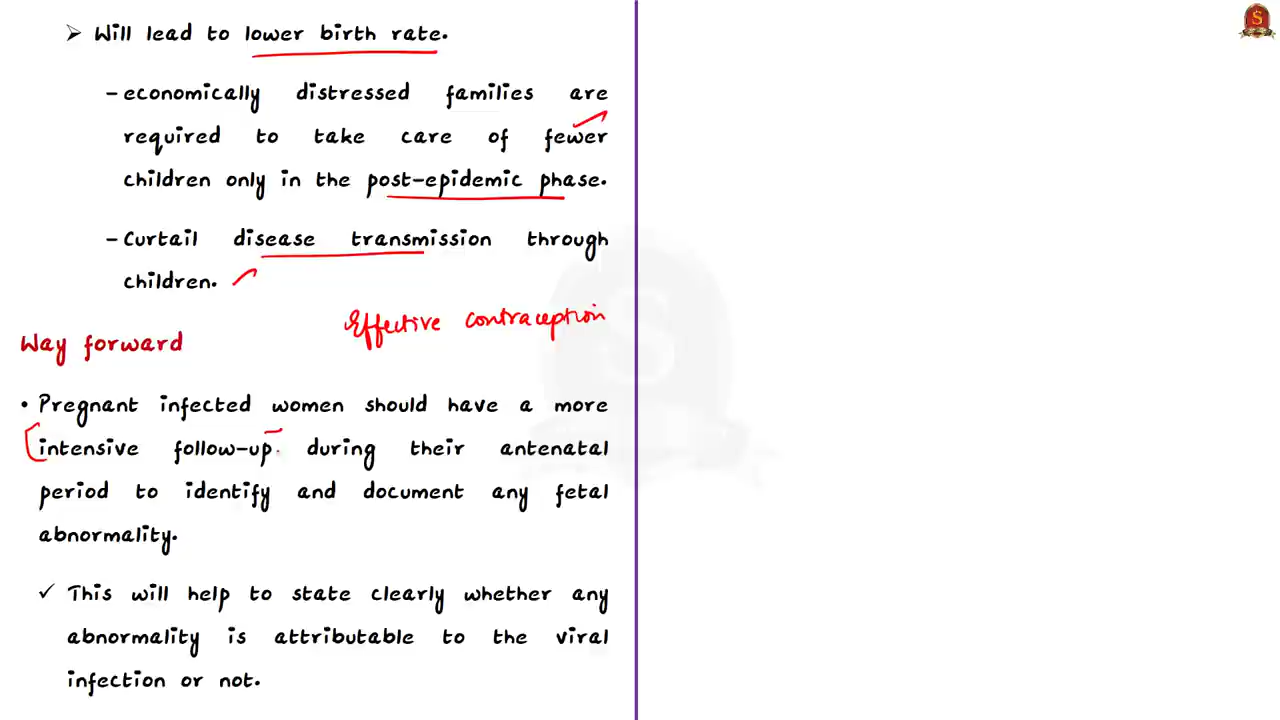 ➢ Will lead to lower birth rate.
– economically distressed families are
required to take care of fewer
children only in the post-epidemic phase.
– Curtail disease transmission through
children.
Effective contraception
Way forward
• Pregnant infected women should have a more
intensive follow-up during their antenatal
period to identify and document any fetal
abnormality.
✓ This will help to state clearly whether any
abnormality is attributable to the viral
infection or not.
S
S